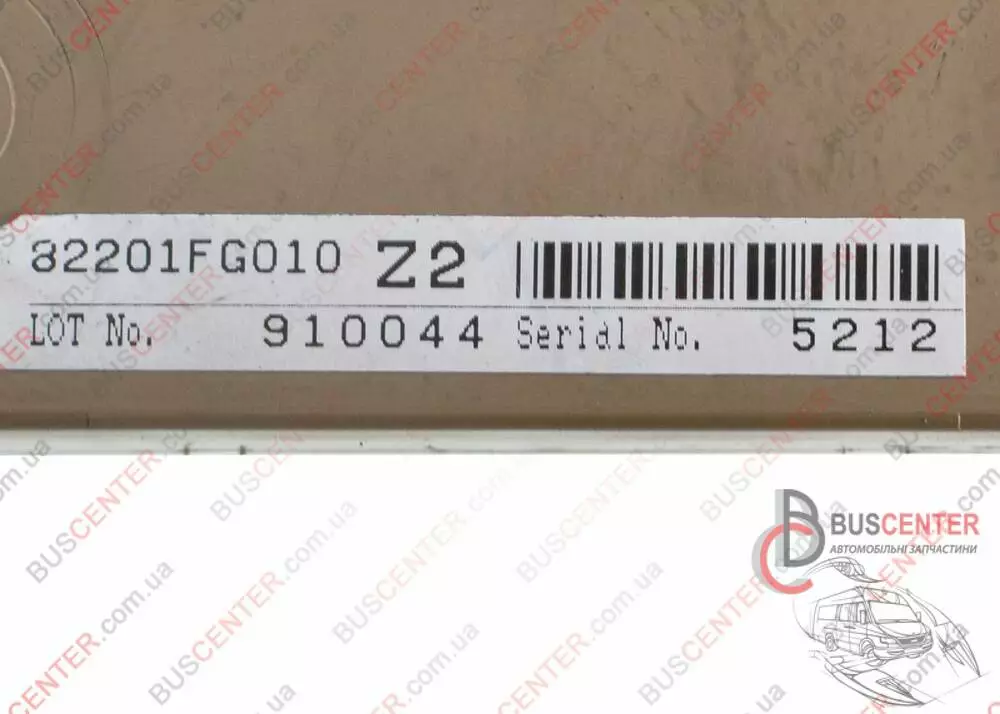 82201FG010 Z2
LOT No. 910044 Serial No. 5212
BUSCENTER
АВТОМОБІЛЬНІ ЗАПЧАСТИНИ
BUSCENTER.com.ua